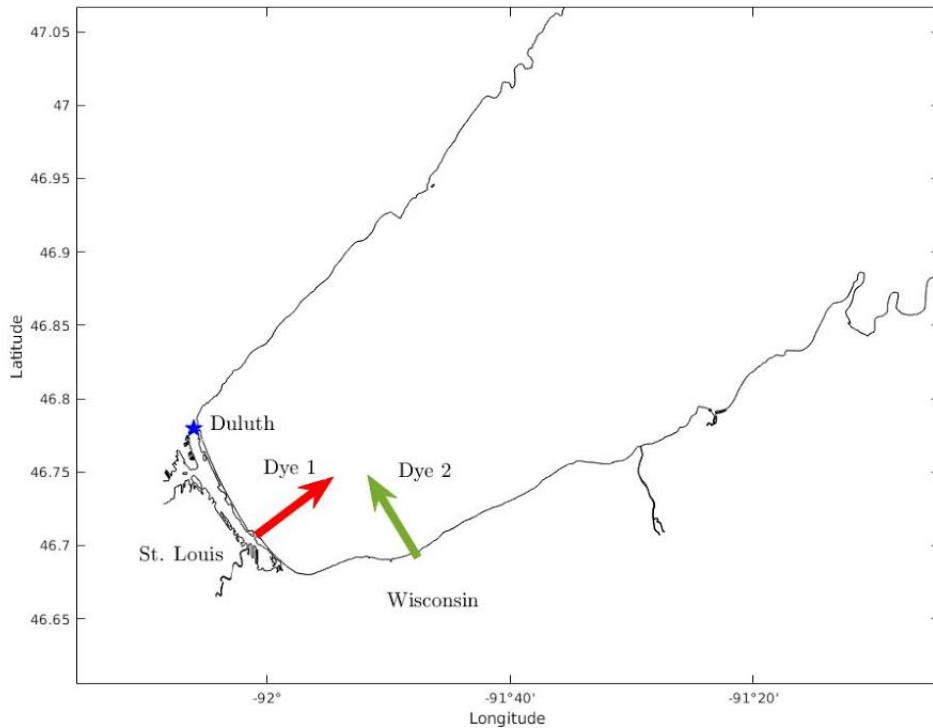 47.05
47
46.95
46.9
46.85
46.8
46.75
46.7
46.65
Latitude
Duluth
Dye 1
Dye 2
St. Louis
Wisconsin
-92°
-91°40'
-91°20'
Longitude